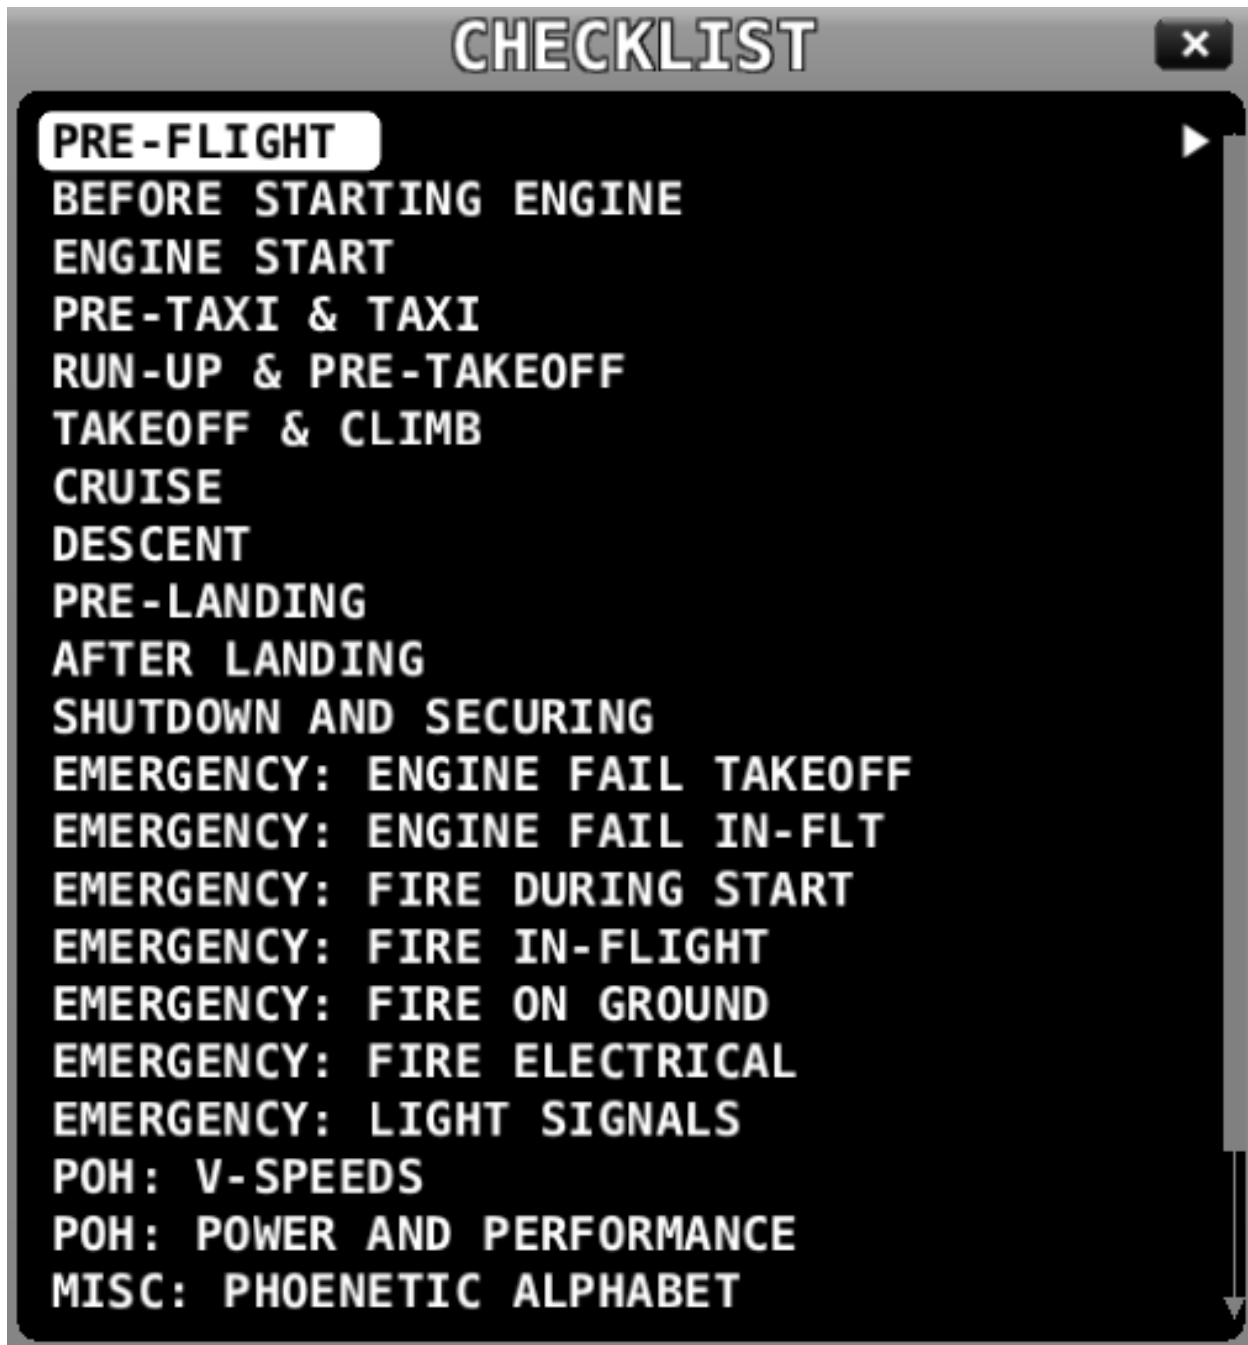 CHECKLIST
PRE-FLIGHT
BEFORE STARTING ENGINE
ENGINE START
PRE-TAXI & TAXI
RUN-UP & PRE-TAKEOFF
TAKEOFF & CLIMB
CRUISE
DESCENT
PRE-LANDING
AFTER LANDING
SHUTDOWN AND SECURING
EMERGENCY: ENGINE FAIL TAKEOFF
EMERGENCY: ENGINE FAIL IN-FLT
EMERGENCY: FIRE DURING START
EMERGENCY: FIRE IN-FLIGHT
EMERGENCY: FIRE ON GROUND
EMERGENCY: FIRE ELECTRICAL
EMERGENCY: LIGHT SIGNALS
POH: V-SPEEDS
POH: POWER AND PERFORMANCE
MISC: PHOENETIC ALPHABET